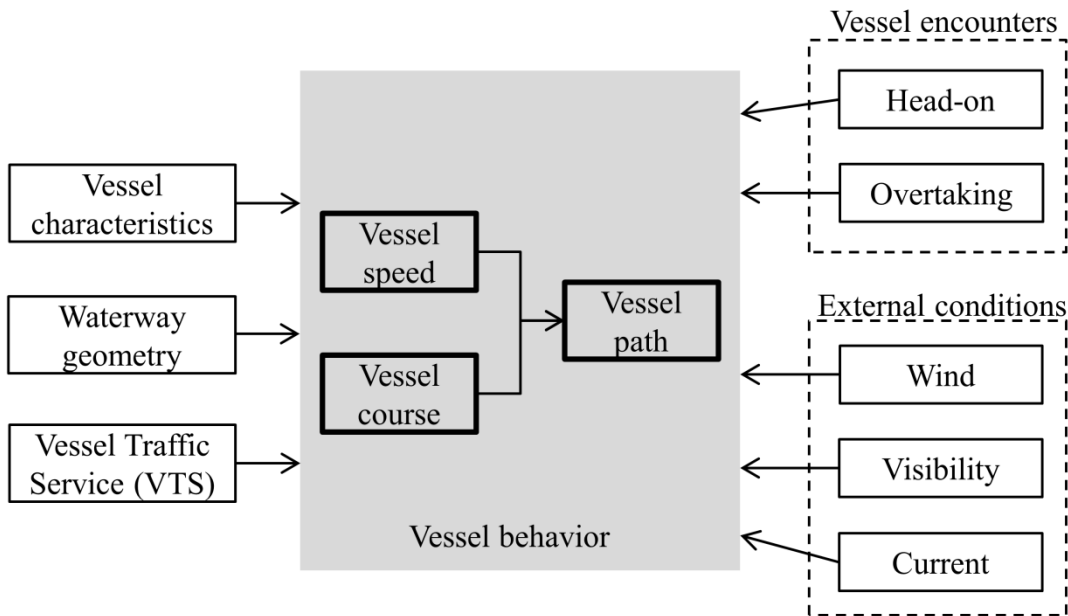 Vessel
characteristics
Waterway
geometry
Vessel Traffic
Service (VTS)
Vessel
speed
Vessel
course
Vessel
path
Vessel behavior
Vessel encounters
Head-on
Overtaking
External conditions
Wind
Visibility
Current